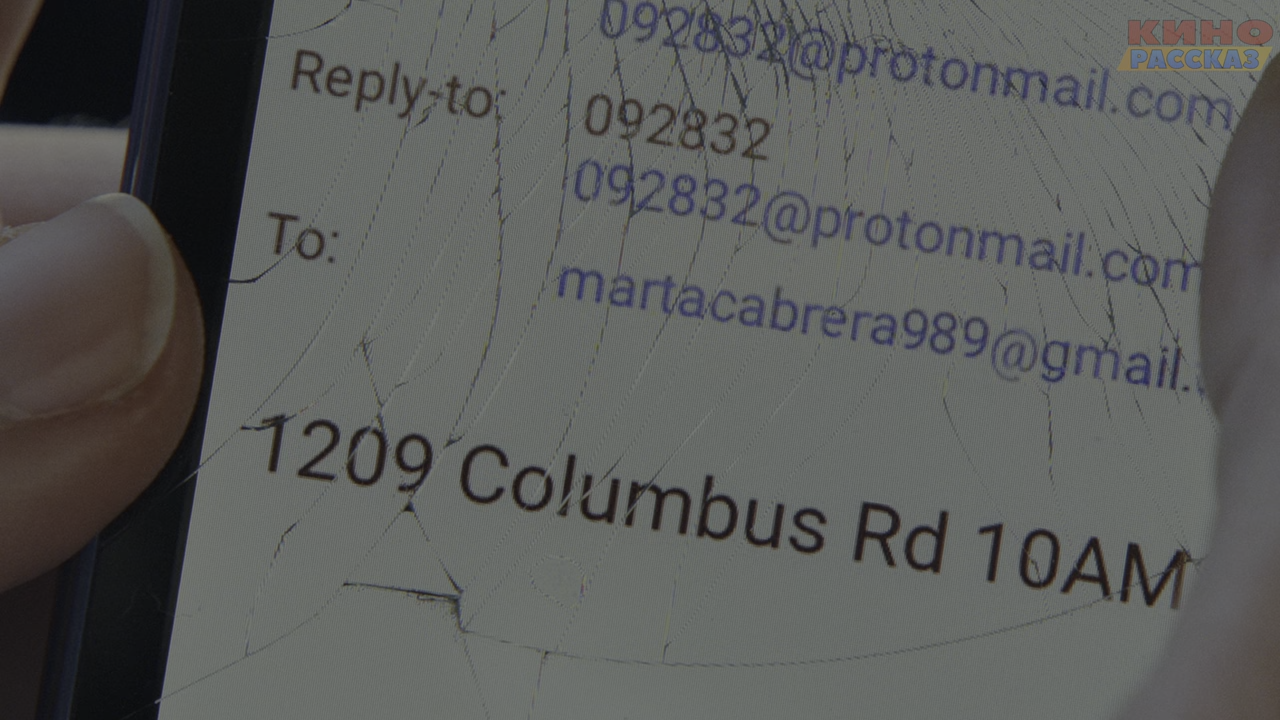 КИНО
РАССКАЗ
092832@protonmail.com
Reply-to: 092832
092832@protonmail.com
To:
martacabrera989@gmail.
1209 Columbus Rd 10AM